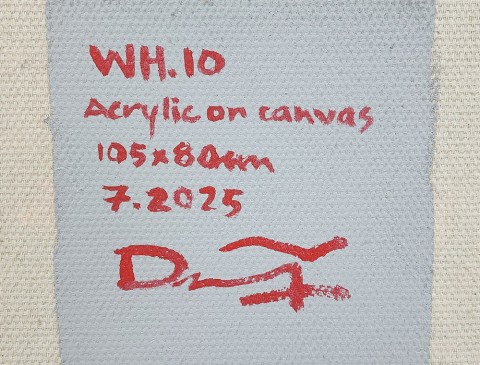 WH.10
Acrylic on canvas
105x80cm
7.2025